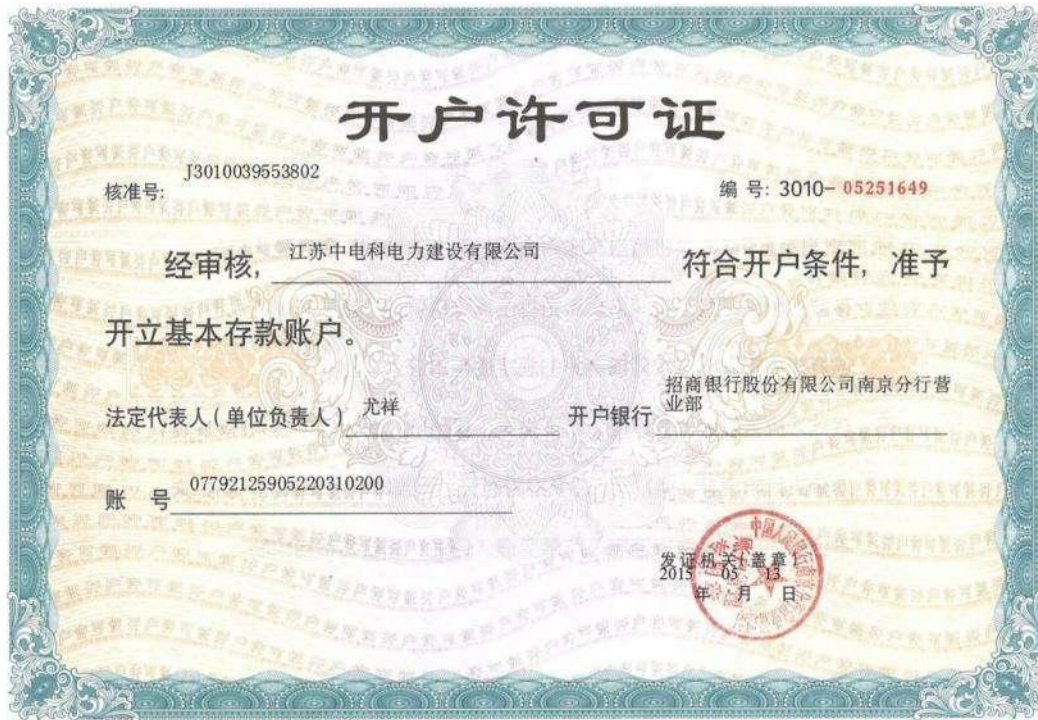 开户许可证
核准号: J3010039553802 编 号: 3010- 05251649
经审核, 江苏中电科电力建设有限公司 符合开户条件, 准予
开立基本存款账户。
法定代表人(单位负责人) 尤祥 开户银行 招商银行股份有限公司南京分行营
业部
账 号 07792125905220310200
发证机关(盖章)
2015 05 13
年 月 日